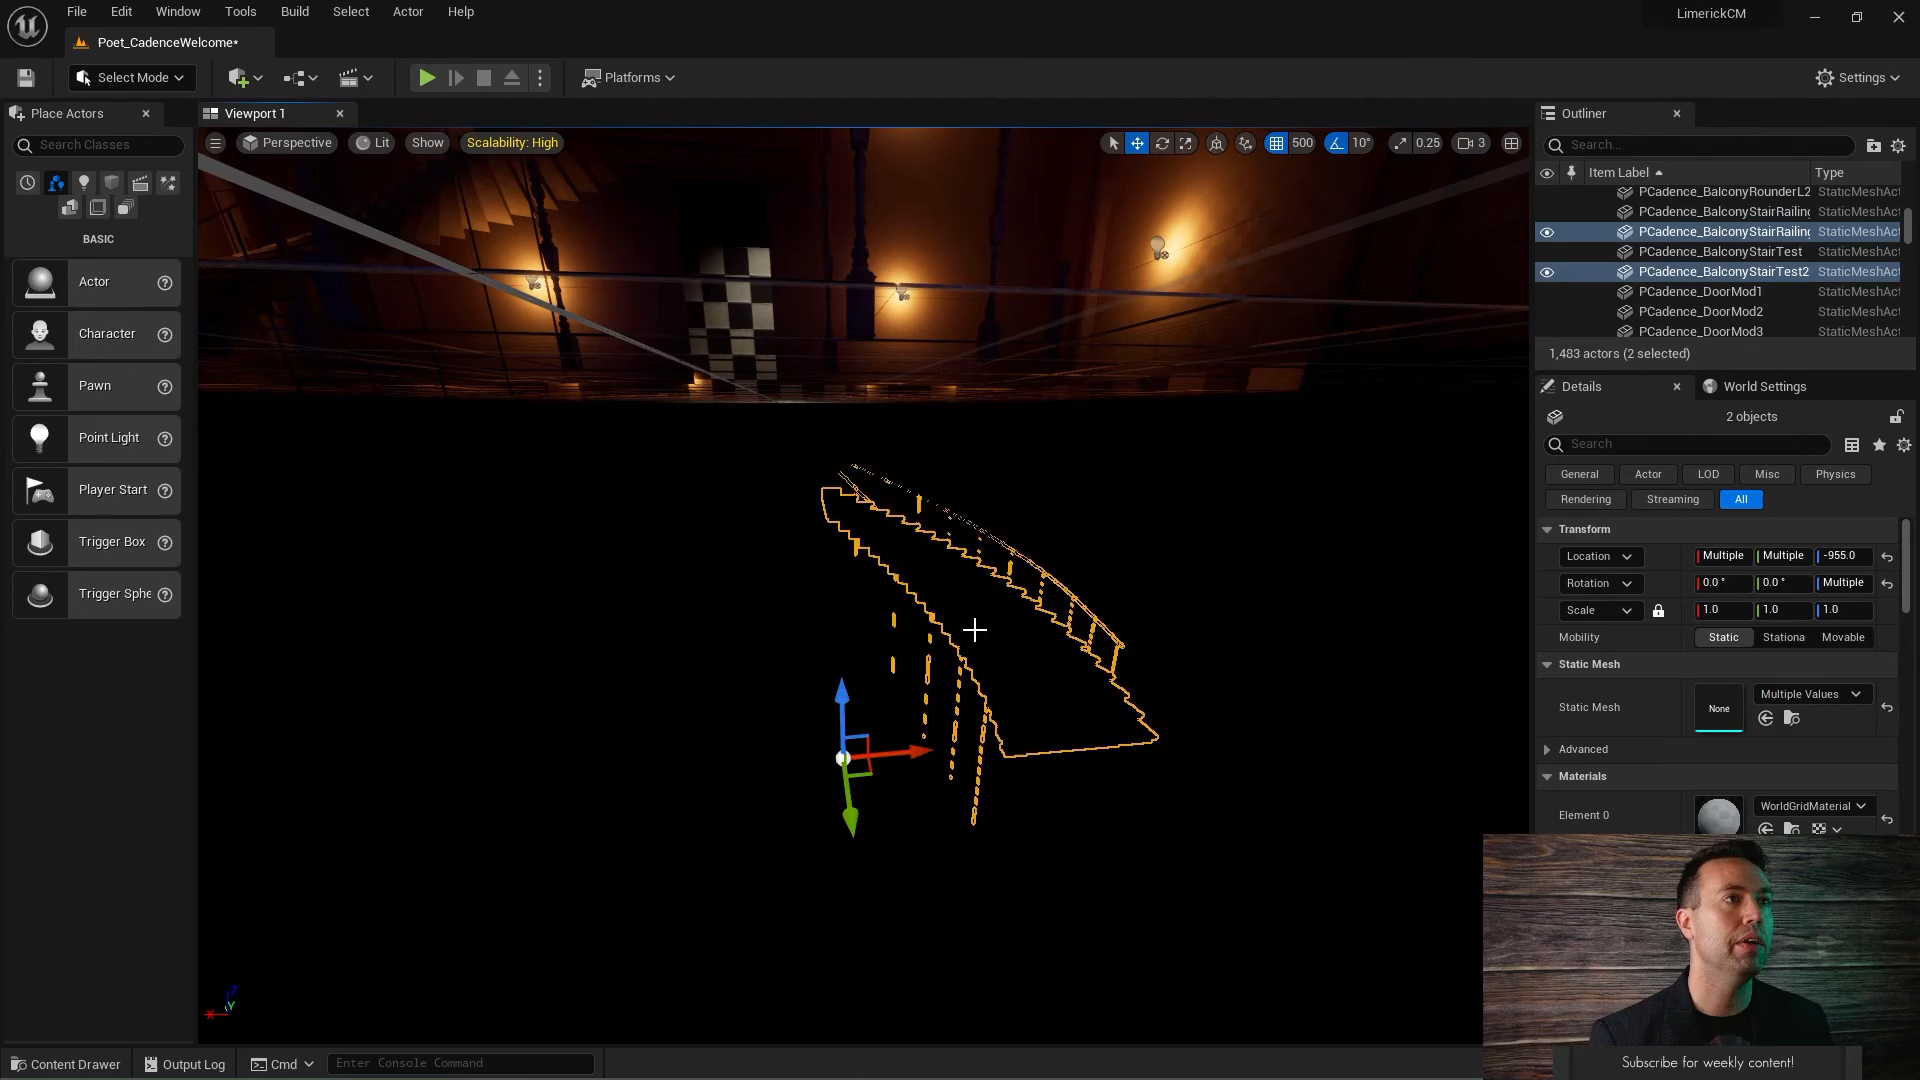 File Edit Window Tools Build Select Actor Help
LimerickCM
Poet_CadenceWelcome*
Select Mode
Platforms
Settings
Place Actors
Search Classes
BASIC
Actor
Character
Pawn
Point Light
Player Start
Trigger Box
Trigger Sphe
Viewport 1
Perspective Lit Show Scalability: High
500 10° 0.25 3
Outliner
Search...
Item Label Type
PCadence_BalconyRounderL2 StaticMeshAct
PCadence_BalconyStairRailing StaticMeshAct
PCadence_BalconyStairRailing StaticMeshAct
PCadence_BalconyStairTest StaticMeshAct
PCadence_BalconyStairTest2 StaticMeshAct
PCadence_DoorMod1 StaticMeshAct
PCadence_DoorMod2 StaticMeshAct
PCadence_DoorMod3 StaticMeshAct
1,483 actors (2 selected)
Details World Settings
2 objects
Search
General Actor LOD Misc Physics
Rendering Streaming All
Transform
Location Multiple Multiple -955.0
Rotation 0.0 ° 0.0 ° Multiple
Scale 1.0 1.0 1.0
Mobility Static Stationa Movable
Static Mesh
Static Mesh None Multiple Values
Advanced
Materials
Element 0 WorldGridMaterial
Z
Y
X
Content Drawer Output Log Cmd Enter Console Command
Subscribe for weekly content!